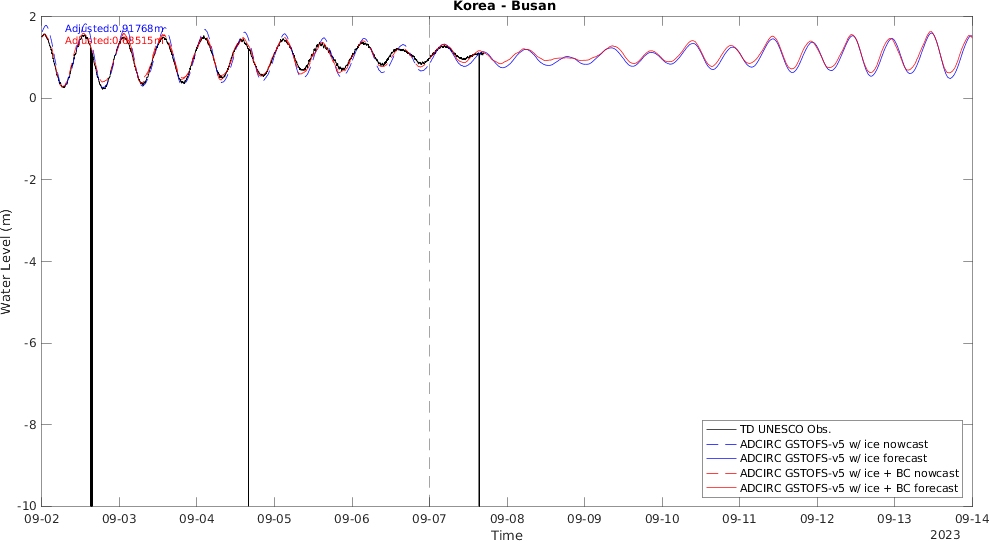 Korea - Busan
2
0
-2
-4
-6
-8
-10
Water Level (m)
Adjusted:0.91768m
TD UNESCO Obs.
ADCIRC GSTOFS-v5 w/ ice nowcast
ADCIRC GSTOFS-v5 w/ ice forecast
ADCIRC GSTOFS-v5 w/ ice + BC nowcast
ADCIRC GSTOFS-v5 w/ ice + BC forecast
09-02 09-03 09-04 09-05 09-06 09-07 09-08 09-09 09-10 09-11 09-12 09-13 09-14
Time
2023